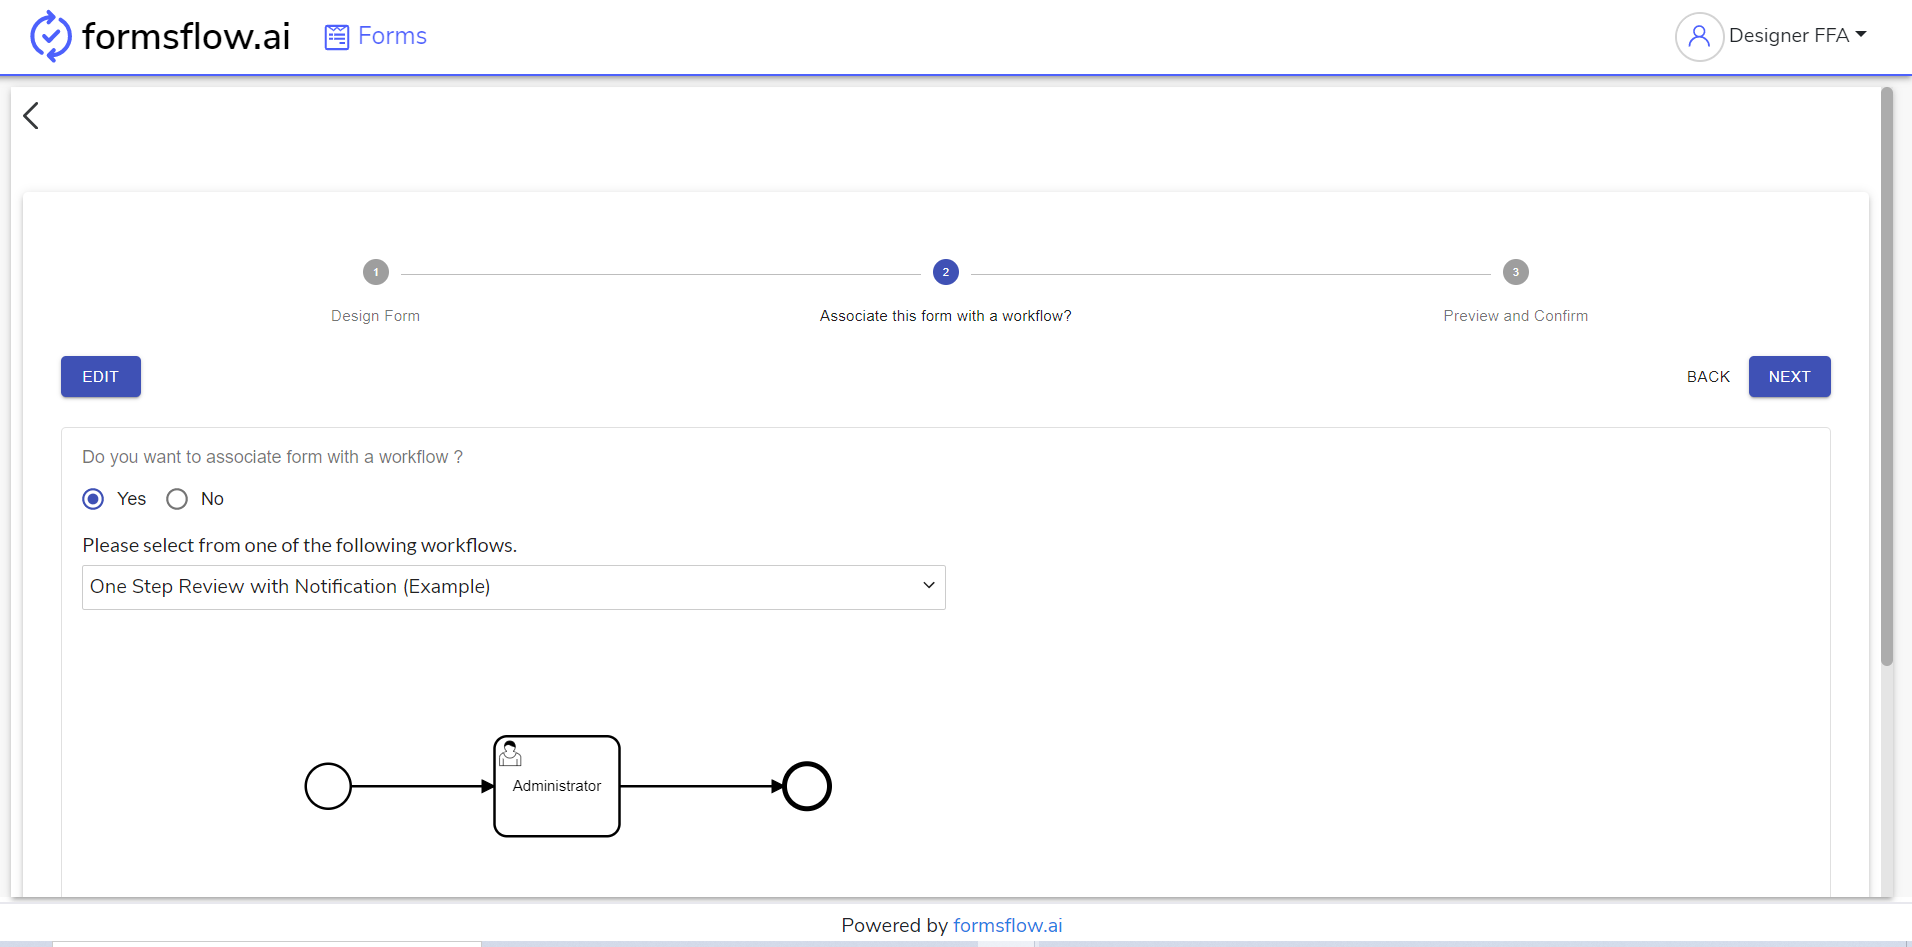 formsflow.ai Forms Designer FFA
1 2 3
Design Form Associate this form with a workflow? Preview and Confirm
EDIT BACK NEXT
Do you want to associate form with a workflow ?
Yes No
Please select from one of the following workflows.
One Step Review with Notification (Example)
Administrator
Powered by formsflow.ai